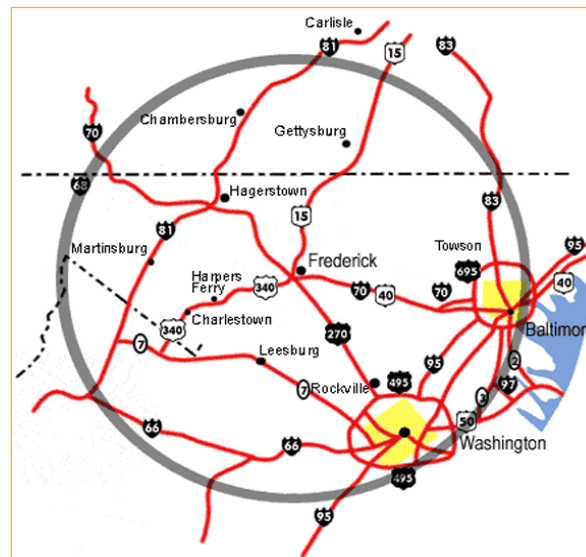 Carlisle
81
15
83
Chambersburg
Gettysburg
70
68
Hagerstown
83
15
81
Towson
95
Martinsburg
Frederick
695
Harpers
Ferry
340
70
40
70
40
Charlestown
Baltimor
340
270
7
Leesburg
95
2
Rockville
495
97
7
3
50
66
66
Washington
495
95